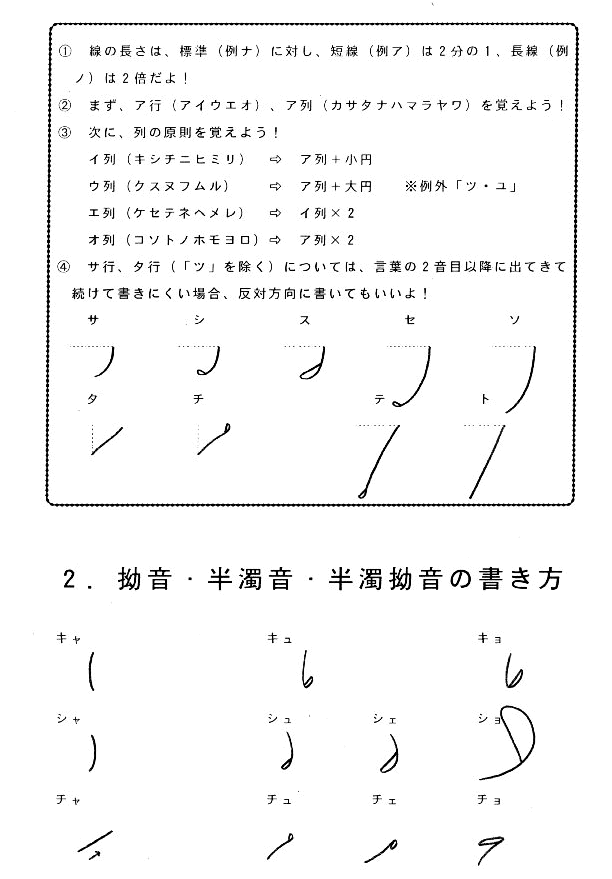 ① 線の長さは、標準（例ナ）に対し、短線（例ア）は２分の１、長線（例
ノ）は２倍だよ！
② まず、ア行（アイウエオ）、ア列（カサタナハマラヤワ）を覚えよう！
③ 次に、列の原則を覚えよう！
イ列（キシチニヒミリ） ⇨ ア列＋小円
ウ列（クスヌフムル） ⇨ ア列＋大円 ※例外「ツ・ユ」
エ列（ケセテネヘメレ） ⇨ イ列×２
オ列（コソトノホモヨロ） ⇨ ア列×２
④ サ行、タ行（「ツ」を除く）については、言葉の２音目以降に出てきて
続けて書きにくい場合、反対方向に書いてもいいよ！
サ シ ス セ ソ
タ チ テ ト
２．拗音・半濁音・半濁拗音の書き方
キャ キュ キョ
シャ シュ シェ ショ
チャ チュ チェ チョ